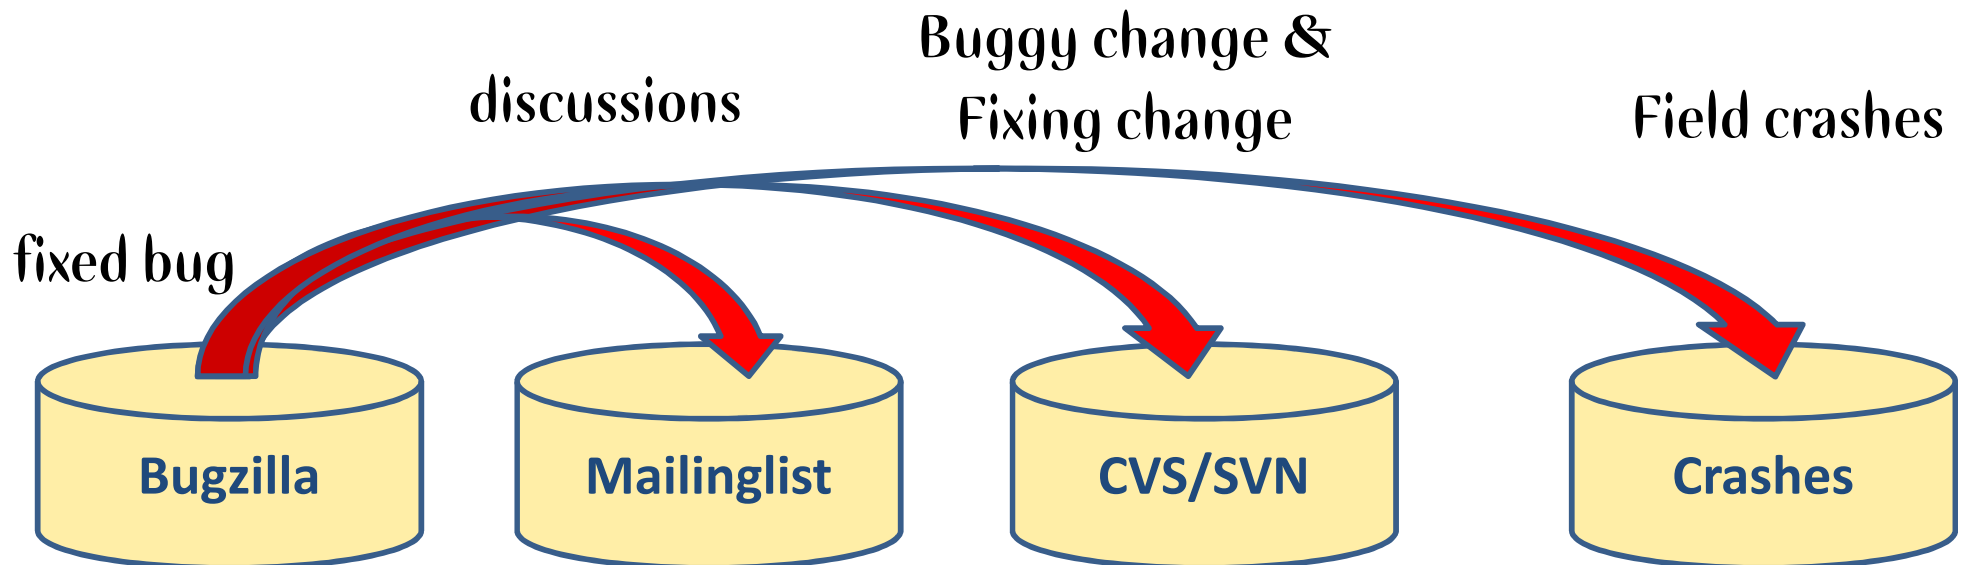 Buggy change &
discussions
Fixing change
Field crashes
fixed bug
Bugzilla
Mailinglist
CVS/SVN
Crashes